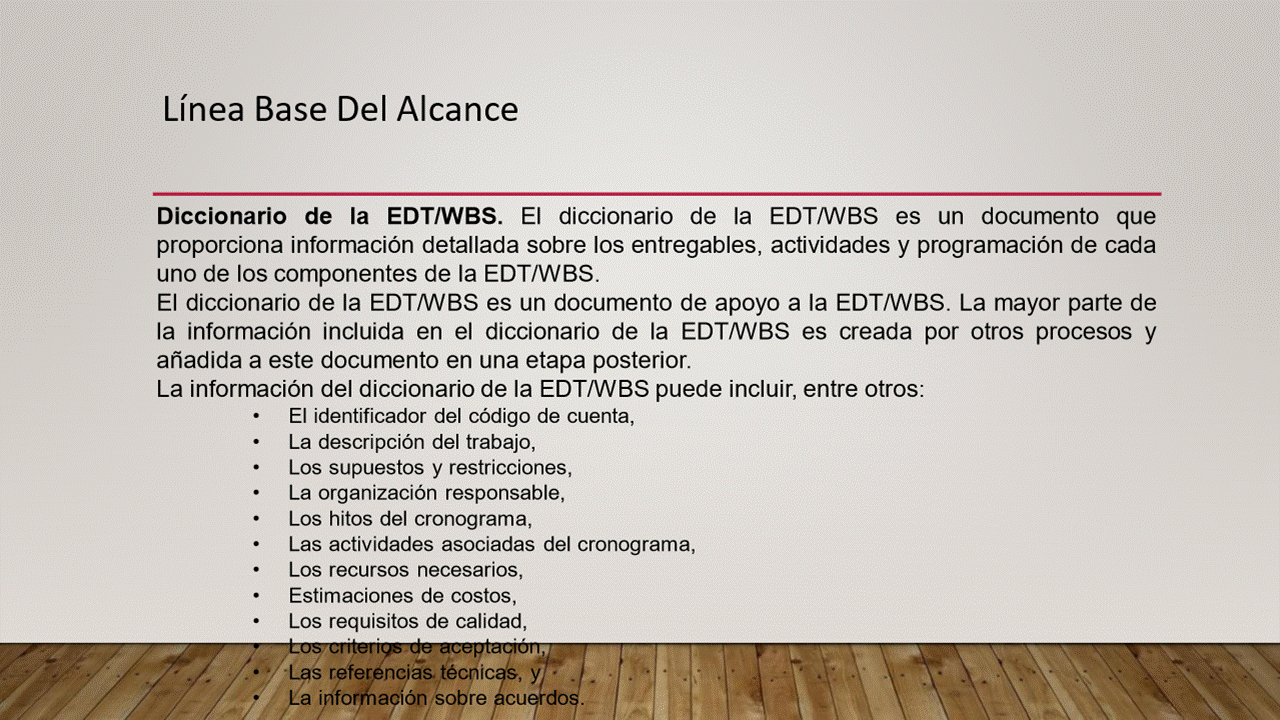 Línea Base Del Alcance
Diccionario de la EDT/WBS. El diccionario de la EDT/WBS es un documento que
proporciona información detallada sobre los entregables, actividades y programación de cada
uno de los componentes de la EDT/WBS.
El diccionario de la EDT/WBS es un documento de apoyo a la EDT/WBS. La mayor parte de
la información incluida en el diccionario de la EDT/WBS es creada por otros procesos y
añadida a este documento en una etapa posterior.
La información del diccionario de la EDT/WBS puede incluir, entre otros:
• El identificador del código de cuenta,
• La descripción del trabajo,
• Los supuestos y restricciones,
• La organización responsable,
• Los hitos del cronograma,
• Las actividades asociadas del cronograma,
• Los recursos necesarios,
• Estimaciones de costos,
• Los requisitos de calidad,
• Los criterios de aceptación,
• Las referencias técnicas, y
• La información sobre acuerdos.